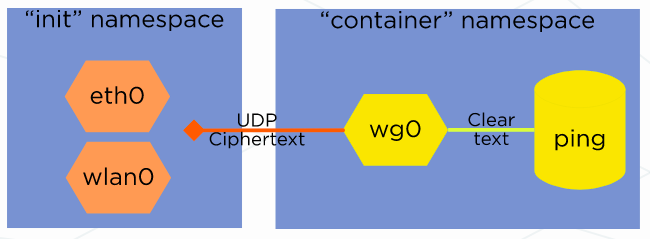 “init” namespace
“container” namespace
eth0
wlan0
UDP
Ciphertext
wg0
Clear
text
ping